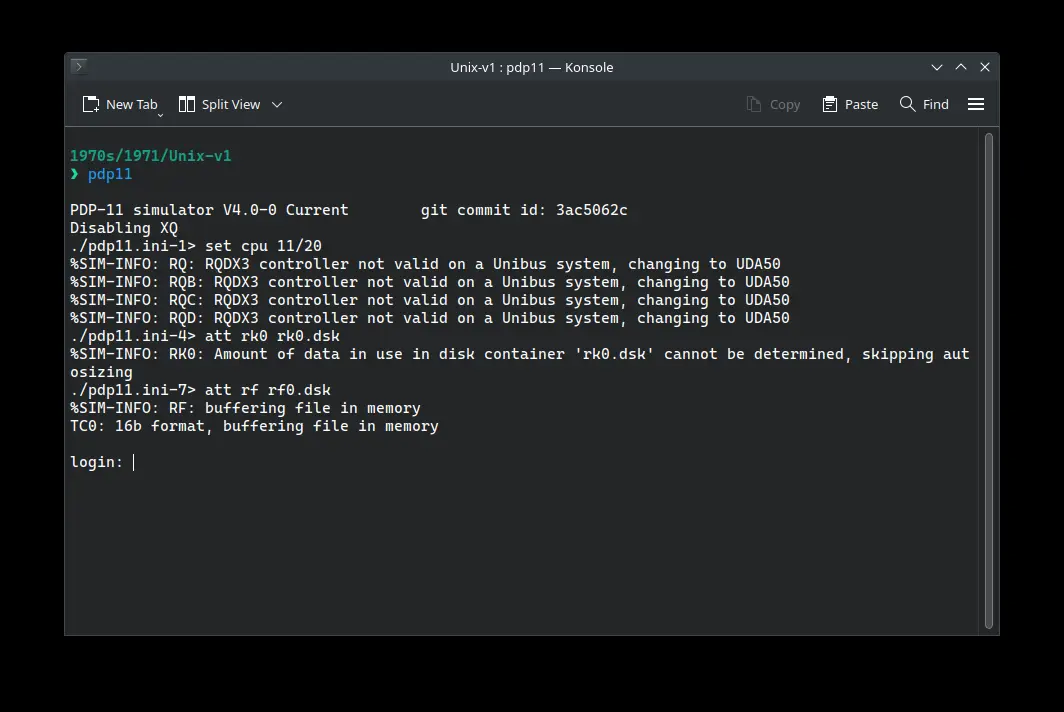 Unix-v1 : pdp11 — Konsole
New Tab
Split View
Copy
Paste
Find
1970s/1971/Unix-v1
❯ pdp11
PDP-11 simulator V4.0-0 Current        git commit id: 3ac5062c
Disabling XQ
./pdp11.ini-1> set cpu 11/20
%SIM-INFO: RQ: RQDX3 controller not valid on a Unibus system, changing to UDA50
%SIM-INFO: RQB: RQDX3 controller not valid on a Unibus system, changing to UDA50
%SIM-INFO: RQC: RQDX3 controller not valid on a Unibus system, changing to UDA50
%SIM-INFO: RQD: RQDX3 controller not valid on a Unibus system, changing to UDA50
./pdp11.ini-4> att rk0 rk0.dsk
%SIM-INFO: RK0: Amount of data in use in disk container 'rk0.dsk' cannot be determined, skipping aut
osizing
./pdp11.ini-7> att rf rf0.dsk
%SIM-INFO: RF: buffering file in memory
TC0: 16b format, buffering file in memory
login: